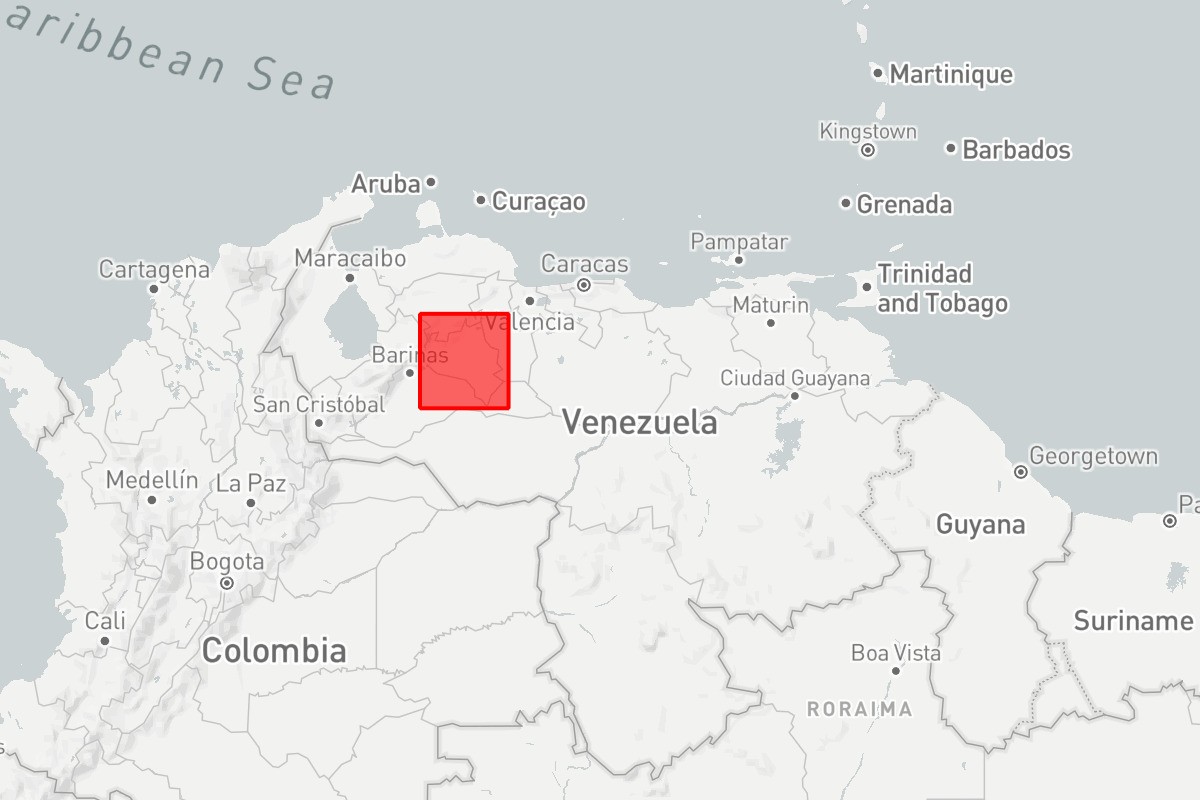 aribbean Sea
Martinique
Kingstown
Barbados
Aruba
Curaçao
Grenada
Pampatar
Maracaibo
Caracas
Cartagena
Trinidad
and Tobago
Maturin
Valencia
Barinas
Ciudad Guayana
San Cristóbal
Venezuela
Georgetown
Medellín
La Paz
Pa
Guyana
Bogota
Cali
Suriname
Colombia
Boa Vista
RORAIMA
s